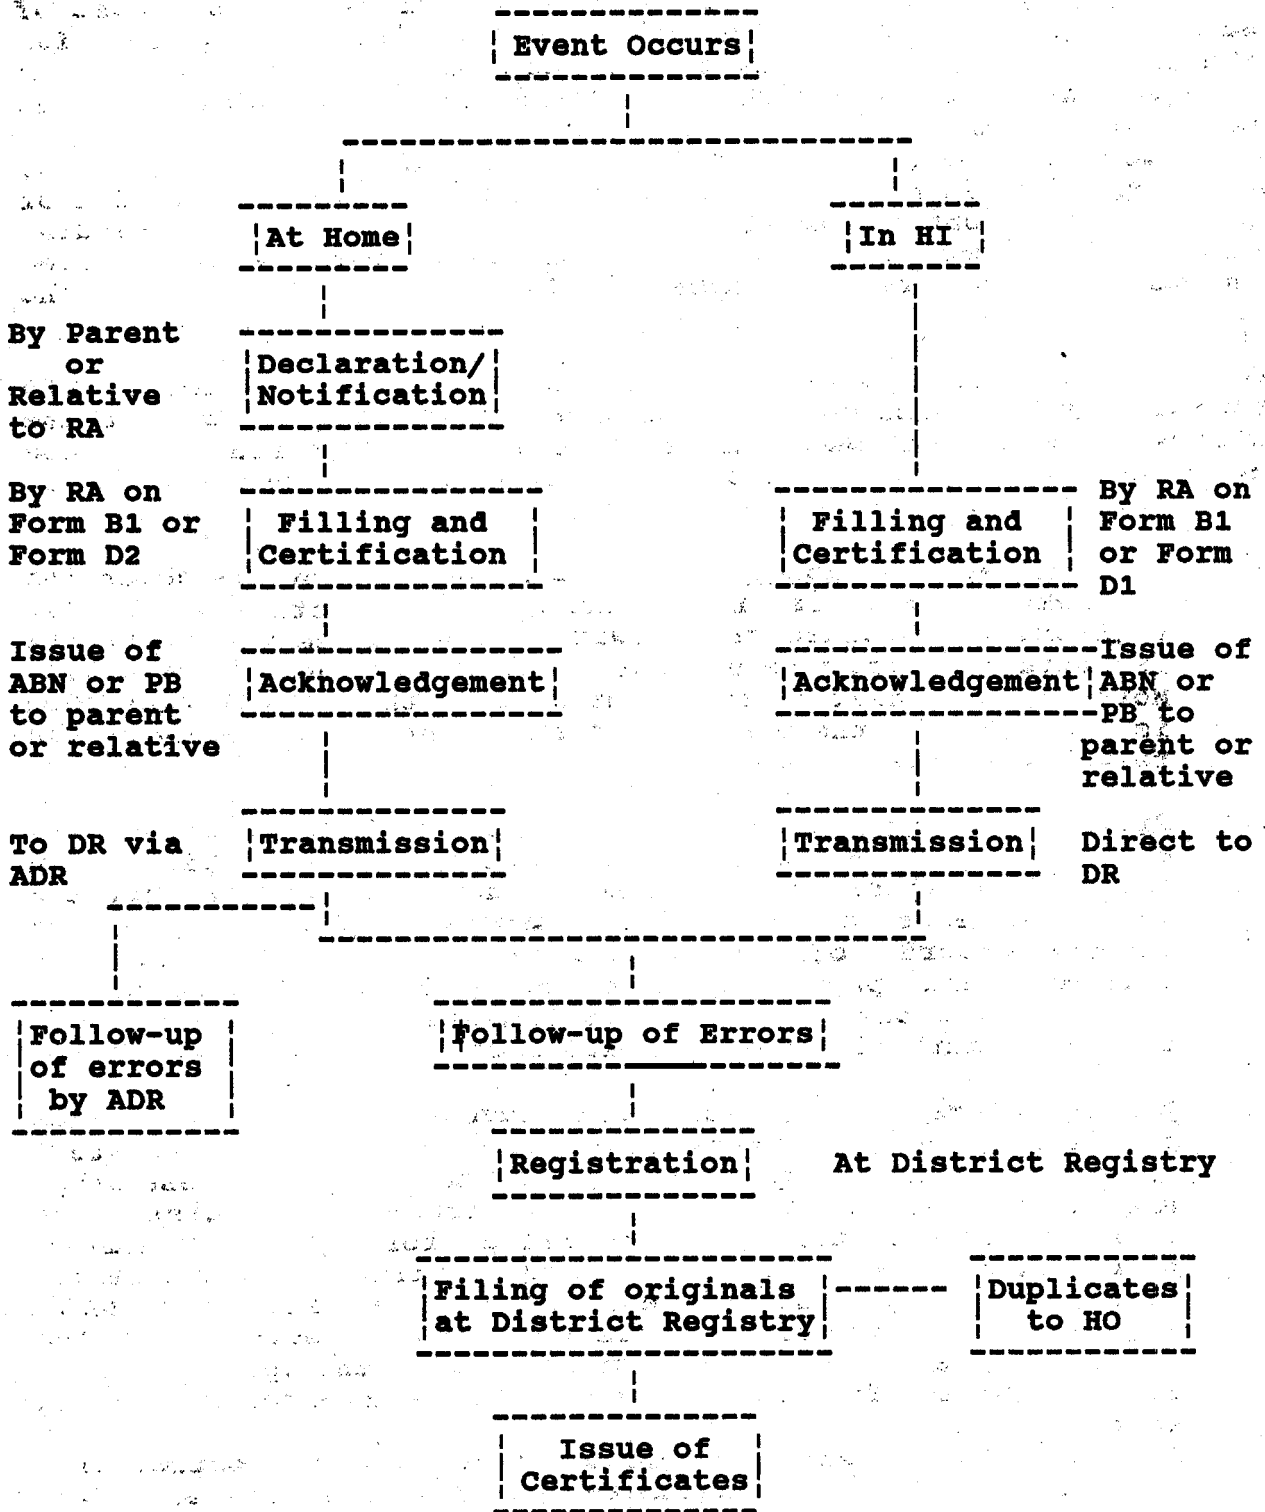 Event Occurs
At Home
In HI
By Parent
or
Relative
to RA
Declaration/
Notification
By RA on
Form B1 or
Form D2
Filling and
Certification
Filling and
Certification
By RA on
Form B1
or Form
D1
Issue of
ABN or PB
to parent
or relative
Acknowledgement
Acknowledgement
Issue of
ABN or
PB to
parent or
relative
To DR via
ADR
Transmission
Transmission
Direct to
DR
Follow-up
of errors
by ADR
Follow-up of Errors
Registration
At District Registry
Filing of originals
at District Registry
Duplicates
to HO
Issue of
Certificates